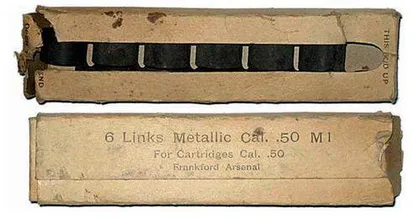 END
THIS END UP
6 Links Metallic Cal. .50 M1
For Cartridges Cal. .50
Frankford Arsenal